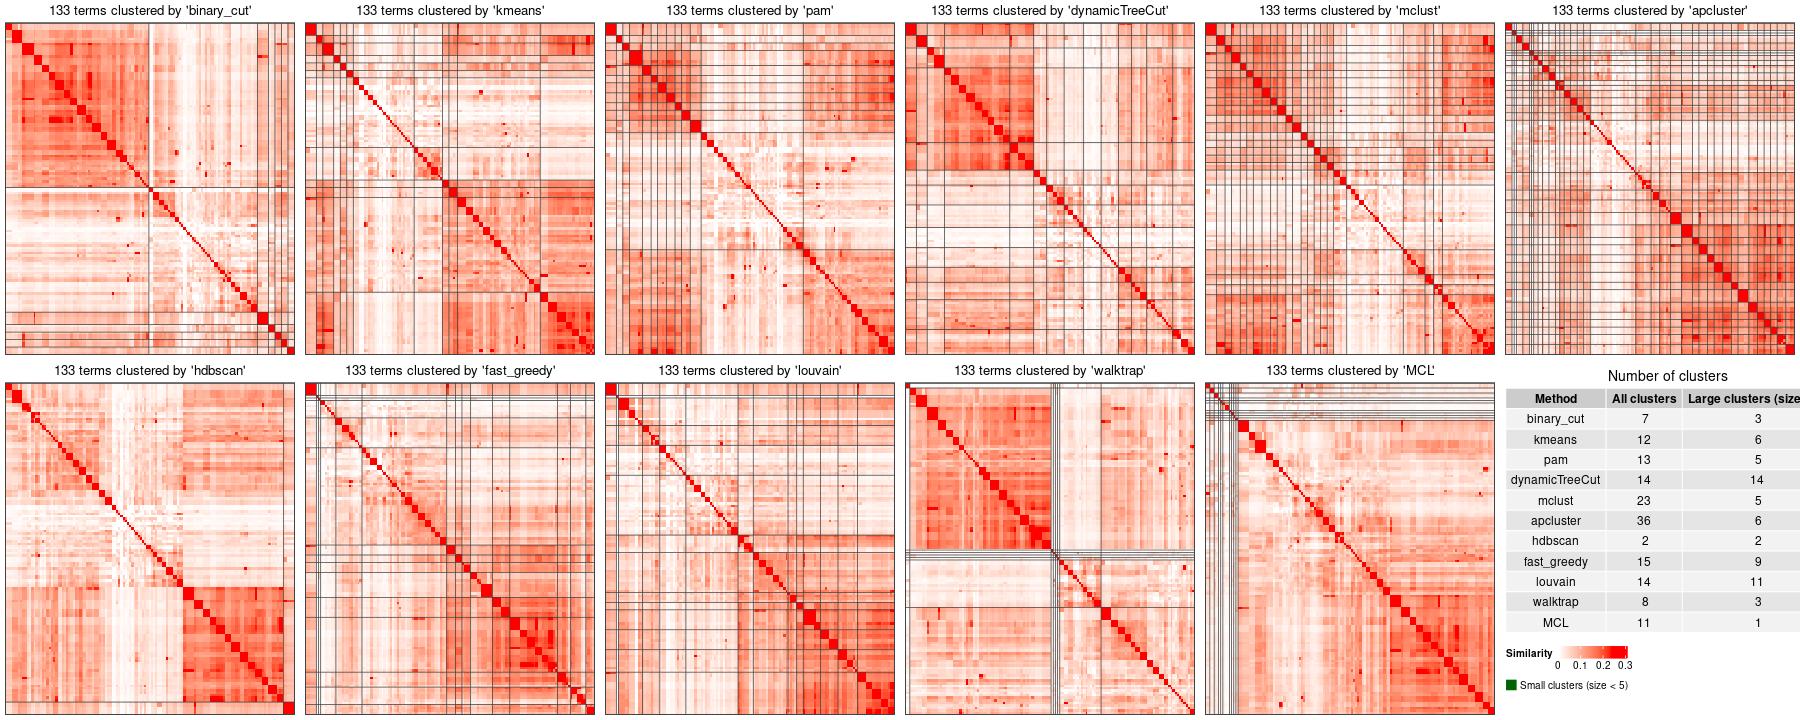 133 terms clustered by 'binary_cut'
133 terms clustered by 'kmeans'
133 terms clustered by 'pam'
133 terms clustered by 'dynamicTreeCut'
133 terms clustered by 'mclust'
133 terms clustered by 'apcluster'
133 terms clustered by 'hdbscan'
133 terms clustered by 'fast_greedy'
133 terms clustered by 'louvain'
133 terms clustered by 'walktrap'
133 terms clustered by 'MCL'
Number of clusters
Method All clusters Large clusters (size
binary_cut 7 3
kmeans 12 6
pam 13 5
dynamicTreeCut 14 14
mclust 23 5
apcluster 36 6
hdbscan 2 2
fast_greedy 15 9
louvain 14 11
walktrap 8 3
MCL 11 1
Similarity
0 0.1 0.2 0.3
Small clusters (size < 5)